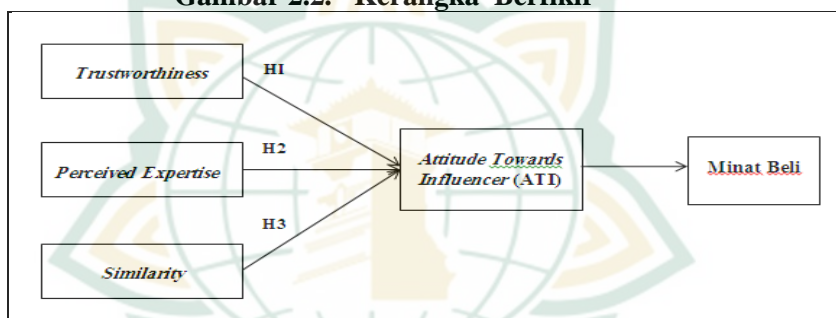 Gambar 2.2. Kerangka Berfikir
Trustworthiness
H1
H2
Perceived Expertise
H3
Similarity
Attitude Towards
Influencer (ATI)
Minat Beli